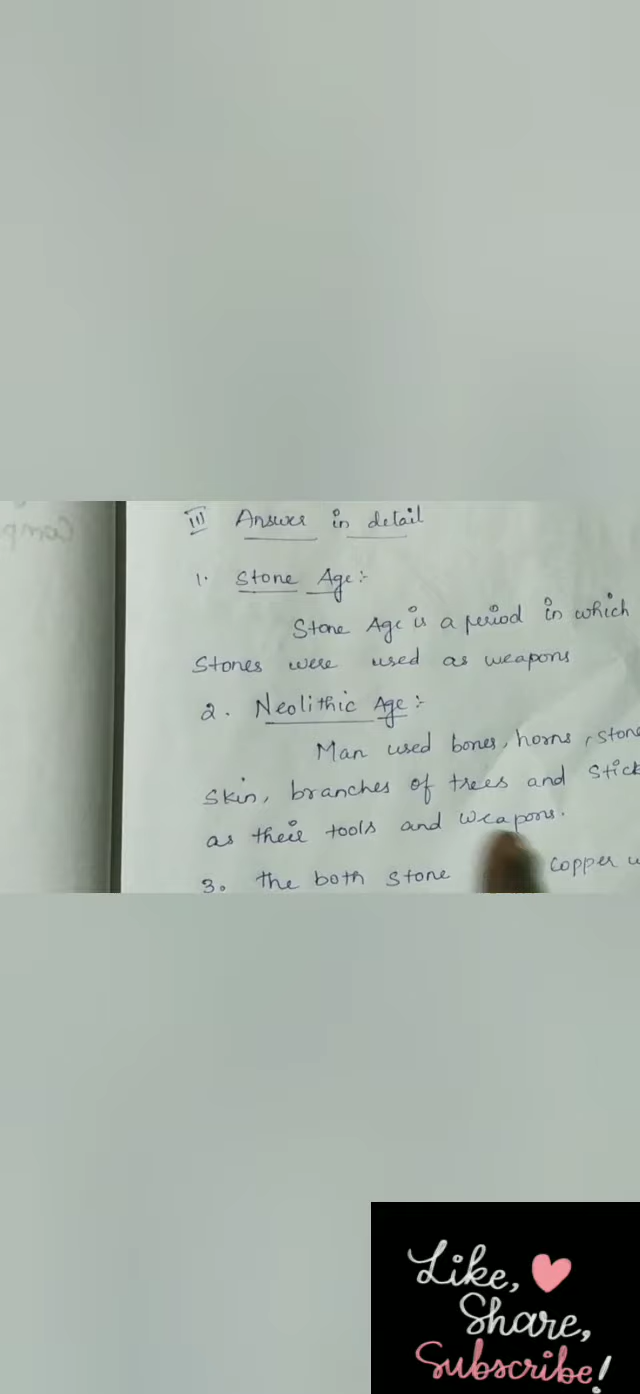 III Answer in detail
1. Stone Age:-
Stone Age is a period in which
Stones were used as weapons
2. Neolithic Age:-
Man used bones, horns, stone
Skin, branches of trees and stick
as their tools and weapons.
3. The both stone copper
Like,
Share,
Subscribe!